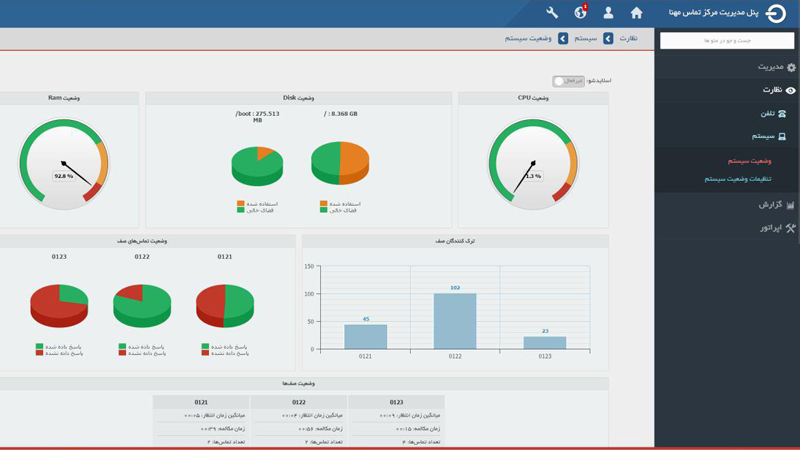 پنل مدیریت مرکز تماس مهنا
1
جست و جو در منو ها
مدیریت
نظارت
تلفن
سیستم
وضعیت سیستم
تنظیمات وضعیت سیستم
گزارش
اپراتور
نظارت
سیستم
وضعیت سیستم
اسلایدشو:
غیرفعال
وضعیت CPU
1.3 %
وضعیت Disk
/ : 8.368 GB
استفاده شده
فضای خالی
/boot : 275.513
MB
استفاده شده
فضای خالی
وضعیت Ram
92.8 %
ترک کنندگان صف
150
100
50
0
45
102
23
0121
0122
0123
وضعیت تماس‌های صف
0121
0122
0123
پاسخ داده شده
پاسخ داده نشده
پاسخ داده شده
پاسخ داده نشده
پاسخ داده شده
پاسخ داده نشده
وضعیت صف‌ها
0123
میانگین زمان انتظار: ۰۰:۰۹
زمان مکالمه: ۰۰:۱۵
تعداد تماس‌ها: ۴
0122
میانگین زمان انتظار: ۰۰:۰۴
زمان مکالمه: ۰۰:۵۶
تعداد تماس‌ها: ۲
0121
میانگین زمان انتظار: ۰۰:۰۵
زمان مکالمه: ۰۰:۳۹
تعداد تماس‌ها: ۲